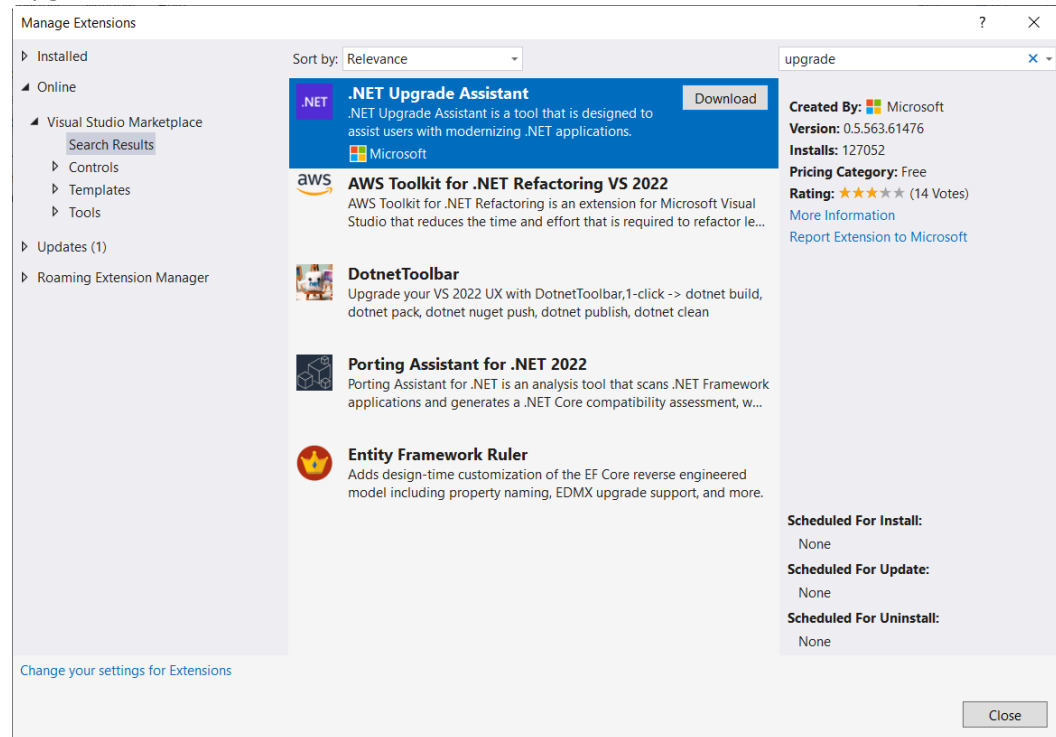 Manage Extensions
?
Installed
Online
Visual Studio Marketplace
Search Results
Controls
Templates
Tools
Updates (1)
Roaming Extension Manager
Change your settings for Extensions
Sort by: Relevance
.NET
.NET Upgrade Assistant
Download
.NET Upgrade Assistant is a tool that is designed to
assist users with modernizing .NET applications.
Microsoft
aws
AWS Toolkit for .NET Refactoring VS 2022
AWS Toolkit for .NET Refactoring is an extension for Microsoft Visual
Studio that reduces the time and effort that is required to refactor le...
DotnetToolbar
Upgrade your VS 2022 UX with DotnetToolbar,1-click -> dotnet build,
dotnet pack, dotnet nuget push, dotnet publish, dotnet clean
Porting Assistant for .NET 2022
Porting Assistant for .NET is an analysis tool that scans .NET Framework
applications and generates a .NET Core compatibility assessment, w...
Entity Framework Ruler
Adds design-time customization of the EF Core reverse engineered
model including property naming, EDMX upgrade support, and more.
upgrade
Created By: Microsoft
Version: 0.5.563.61476
Installs: 127052
Pricing Category: Free
Rating: ★★★★★ (14 Votes)
More Information
Report Extension to Microsoft
Scheduled For Install:
None
Scheduled For Update:
None
Scheduled For Uninstall:
None
Close